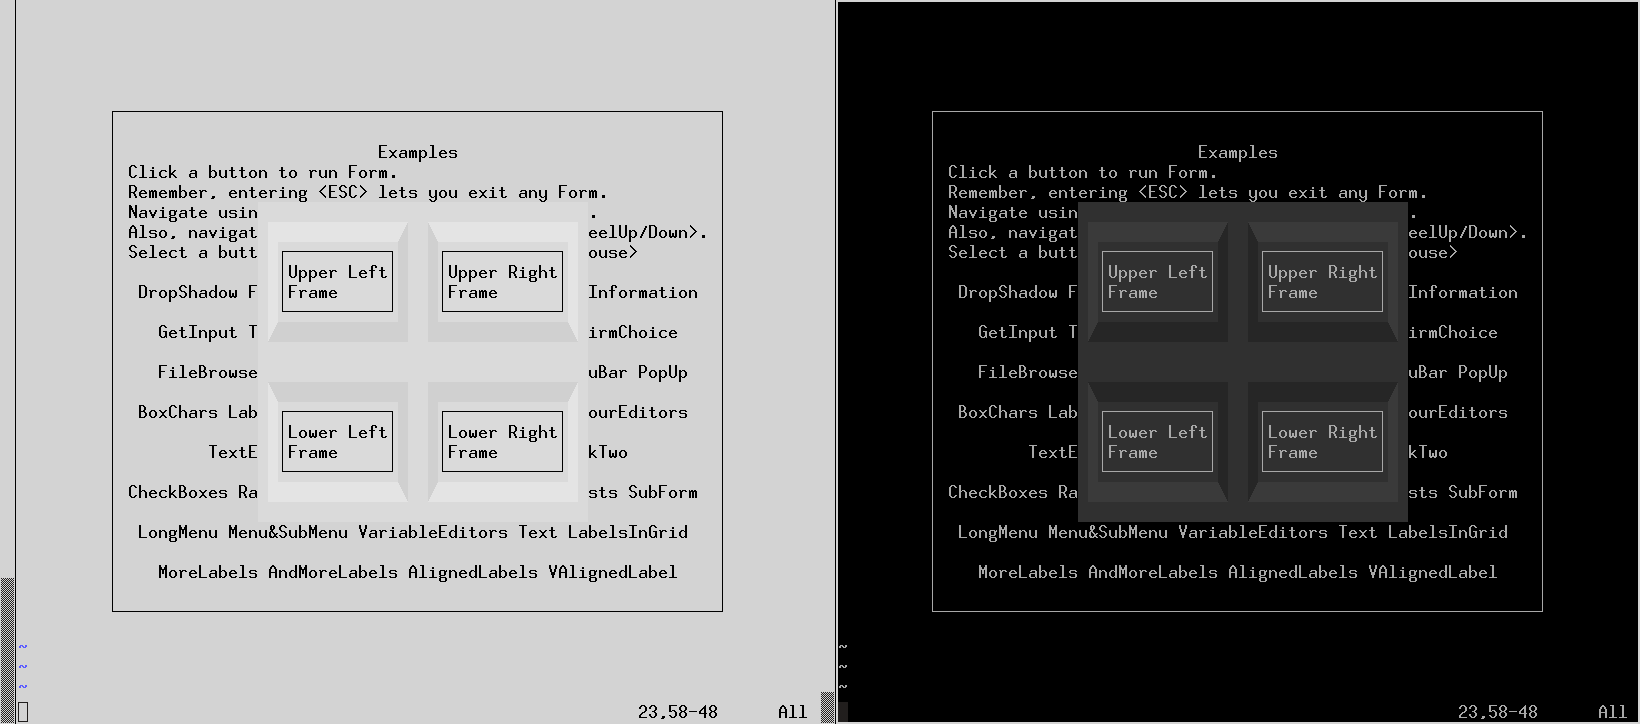 Examples
Click a button to run Form.
Remember, entering <ESC> lets you exit any Form.
Navigate usin .
Also, navigat eelUp/Down>.
Select a butt ouse>
Upper Left Frame
Upper Right Frame
DropShadow F Information
GetInput T irmChoice
FileBrowse uBar PopUp
BoxChars Lab ourEditors
Lower Left Frame
Lower Right Frame
TextE kTwo
CheckBoxes Ra sts SubForm
LongMenu Menu&SubMenu VariableEditors Text LabelsInGrid
MoreLabels AndMoreLabels AlignedLabels VAlignedLabel
~
~
~
23,58-48 All
Examples
Click a button to run Form.
Remember, entering <ESC> lets you exit any Form.
Navigate usin .
Also, navigat eelUp/Down>.
Select a butt ouse>
Upper Left Frame
Upper Right Frame
DropShadow F Information
GetInput T irmChoice
FileBrowse uBar PopUp
BoxChars Lab ourEditors
Lower Left Frame
Lower Right Frame
TextE kTwo
CheckBoxes Ra sts SubForm
LongMenu Menu&SubMenu VariableEditors Text LabelsInGrid
MoreLabels AndMoreLabels AlignedLabels VAlignedLabel
~
~
~
23,58-48 All